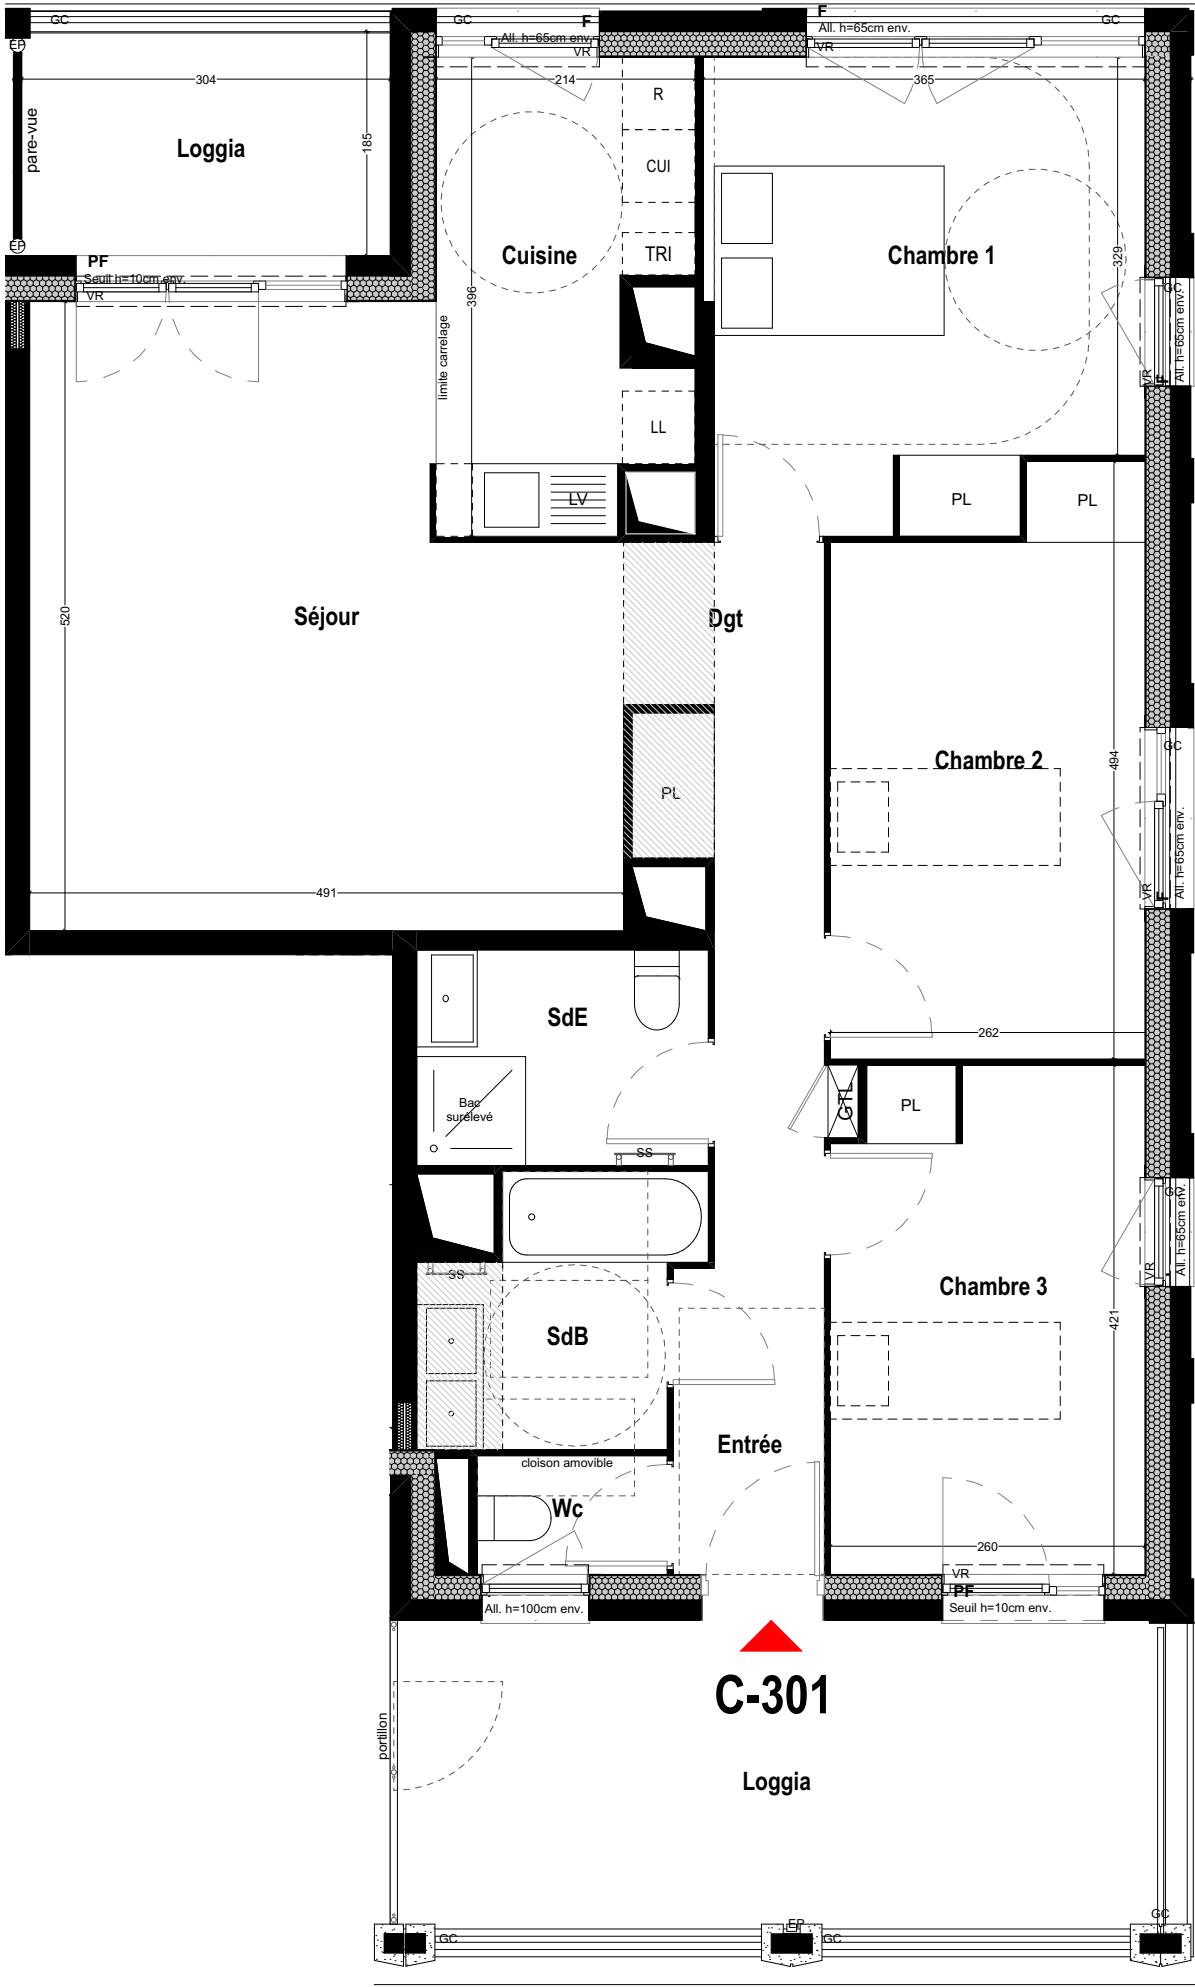 GC
F
F
GC
GC
EP
All. h=65cm env.
All. h=65cm env.
VR
VR
304
214
365
pare-vue
R
Loggia
185
CUI
Cuisine
TRI
Chambre 1
329
EP
PF
Seuil h=10cm env.
VR
396
GC
All. h=65cm env.
VR
F
limite carrelage
LL
LV
PL
PL
520
Séjour
Dgt
GC
Chambre 2
494
PL
All. h=65cm env.
VR
F
491
SdE
262
Bac
surélevé
GTL
PL
SS
GC
All. h=65cm env.
VR
SS
Chambre 3
421
SdB
Entrée
cloison amovible
Wc
260
VR
PF
All. h=100cm env.
Seuil h=10cm env.
C-301
portillon
Loggia
GC
EP
GC
GC